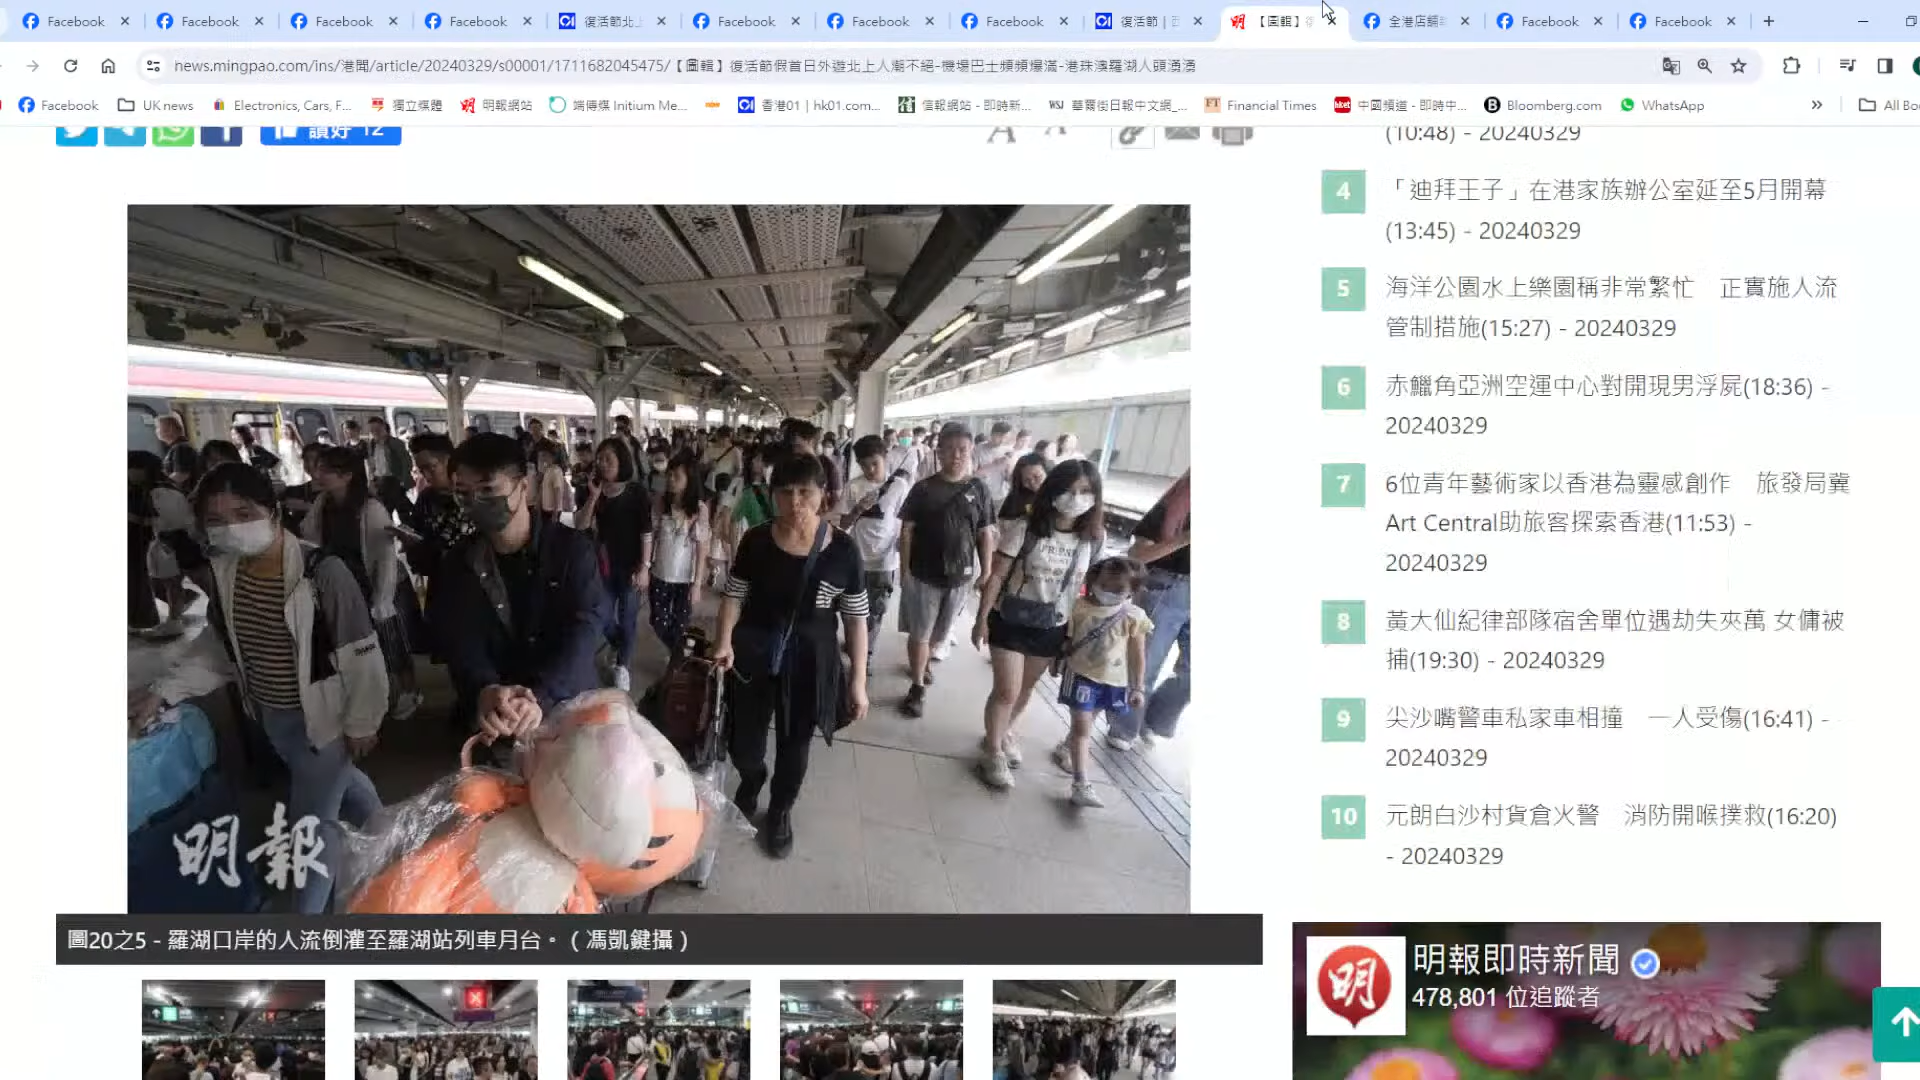 Facebook
Facebook
Facebook
Facebook
復活節北
Facebook
Facebook
Facebook
復活節 |
【圖輯】
全港店舖
Facebook
Facebook
news.mingpao.com/ins/港聞/article/20240329/s00001/1711682045475/【圖輯】復活節假首日外遊北上人潮不絕-機場巴士頻頻爆滿-港珠澳羅湖人頭湧湧
Facebook
UK news
Electronics, Cars, F...
獨立媒體
明報網站
端傳媒 Initium Me...
香港01 | hk01.com...
信報網站 - 即時新...
WSJ
華爾街日報中文網_...
FT
Financial Times
hket
中國頻道 - 即時中...
Bloomberg.com
WhatsApp
All Bo
讚好 12
(10:48) - 20240329
4
「迪拜王子」在港家族辦公室延至5月開幕
(13:45) - 20240329
5
海洋公園水上樂園稱非常繁忙　正實施人流
管制措施(15:27) - 20240329
6
赤鱲角亞洲空運中心對開現男浮屍(18:36) -
20240329
7
6位青年藝術家以香港為靈感創作　旅發局冀
Art Central助旅客探索香港(11:53) -
20240329
8
黃大仙紀律部隊宿舍單位遇劫失夾萬 女傭被
捕(19:30) - 20240329
9
尖沙嘴警車私家車相撞　一人受傷(16:41) -
20240329
10
元朗白沙村貨倉火警　消防開喉撲救(16:20)
- 20240329
明報
圖20之5 - 羅湖口岸的人流倒灌至羅湖站列車月台。( 馮凱鍵攝 )
明
明報即時新聞
478,801 位追蹤者